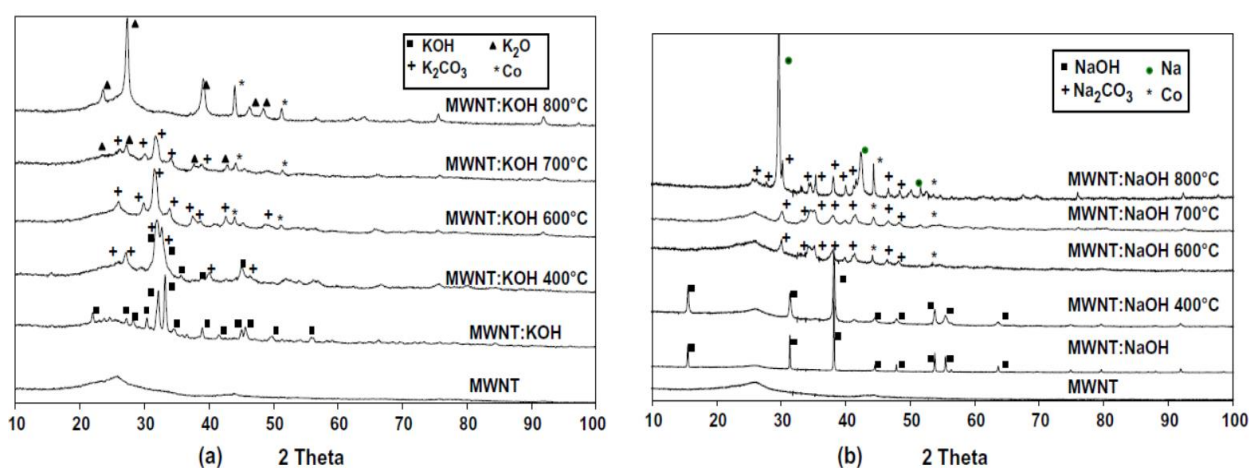 ■ KOH ▲ K₂O
+ K₂CO₃ * Co
MWNT:KOH 800°C
MWNT:KOH 700°C
MWNT:KOH 600°C
MWNT:KOH 400°C
MWNT:KOH
MWNT
10 20 30 40 50 60 70 80 90 100
(a) 2 Theta
■ NaOH ● Na
+ Na₂CO₃ * Co
MWNT:NaOH 800°C
MWNT:NaOH 700°C
MWNT:NaOH 600°C
MWNT:NaOH 400°C
MWNT:NaOH
MWNT
10 20 30 40 50 60 70 80 90 100
(b) 2 Theta